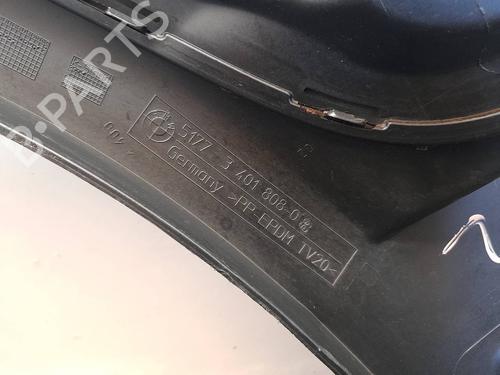 B-PARTS
5177 3 401 808-0
Germany >PP-EPDM TV20<